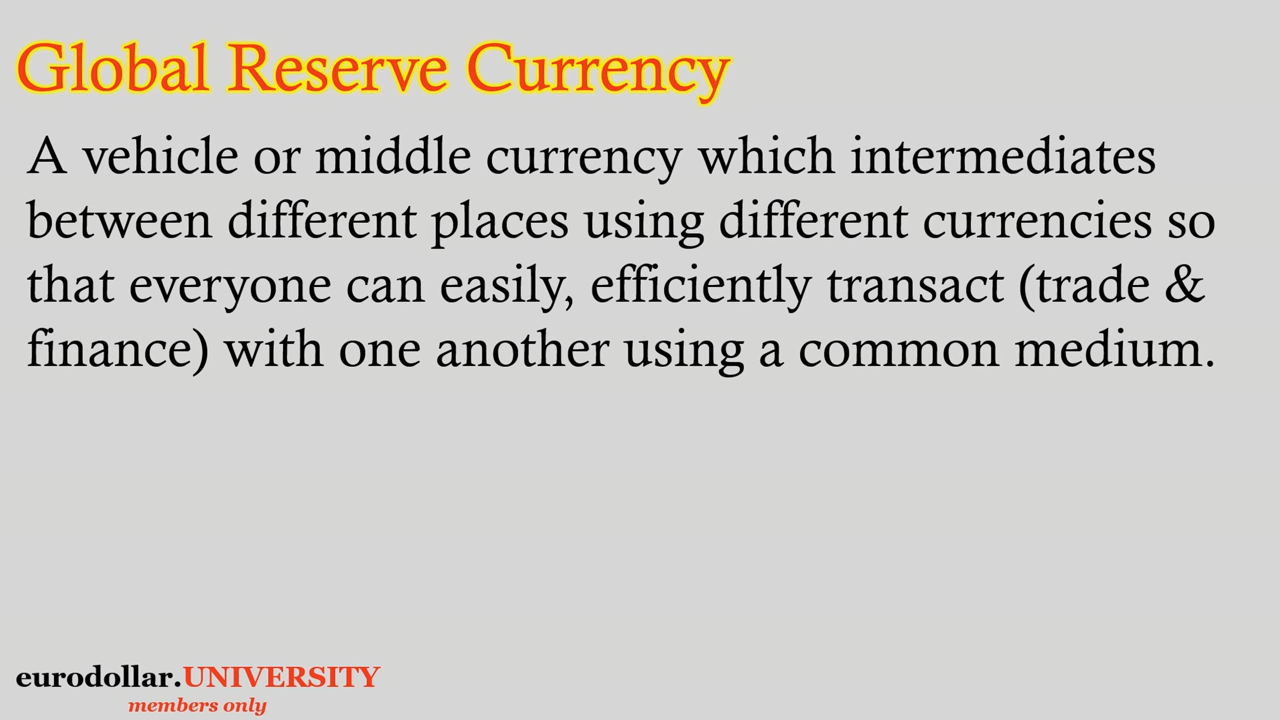 Global Reserve Currency
A vehicle or middle currency which intermediates
between different places using different currencies so
that everyone can easily, efficiently transact (trade &
finance) with one another using a common medium.
eurodollar.UNIVERSITY
members only